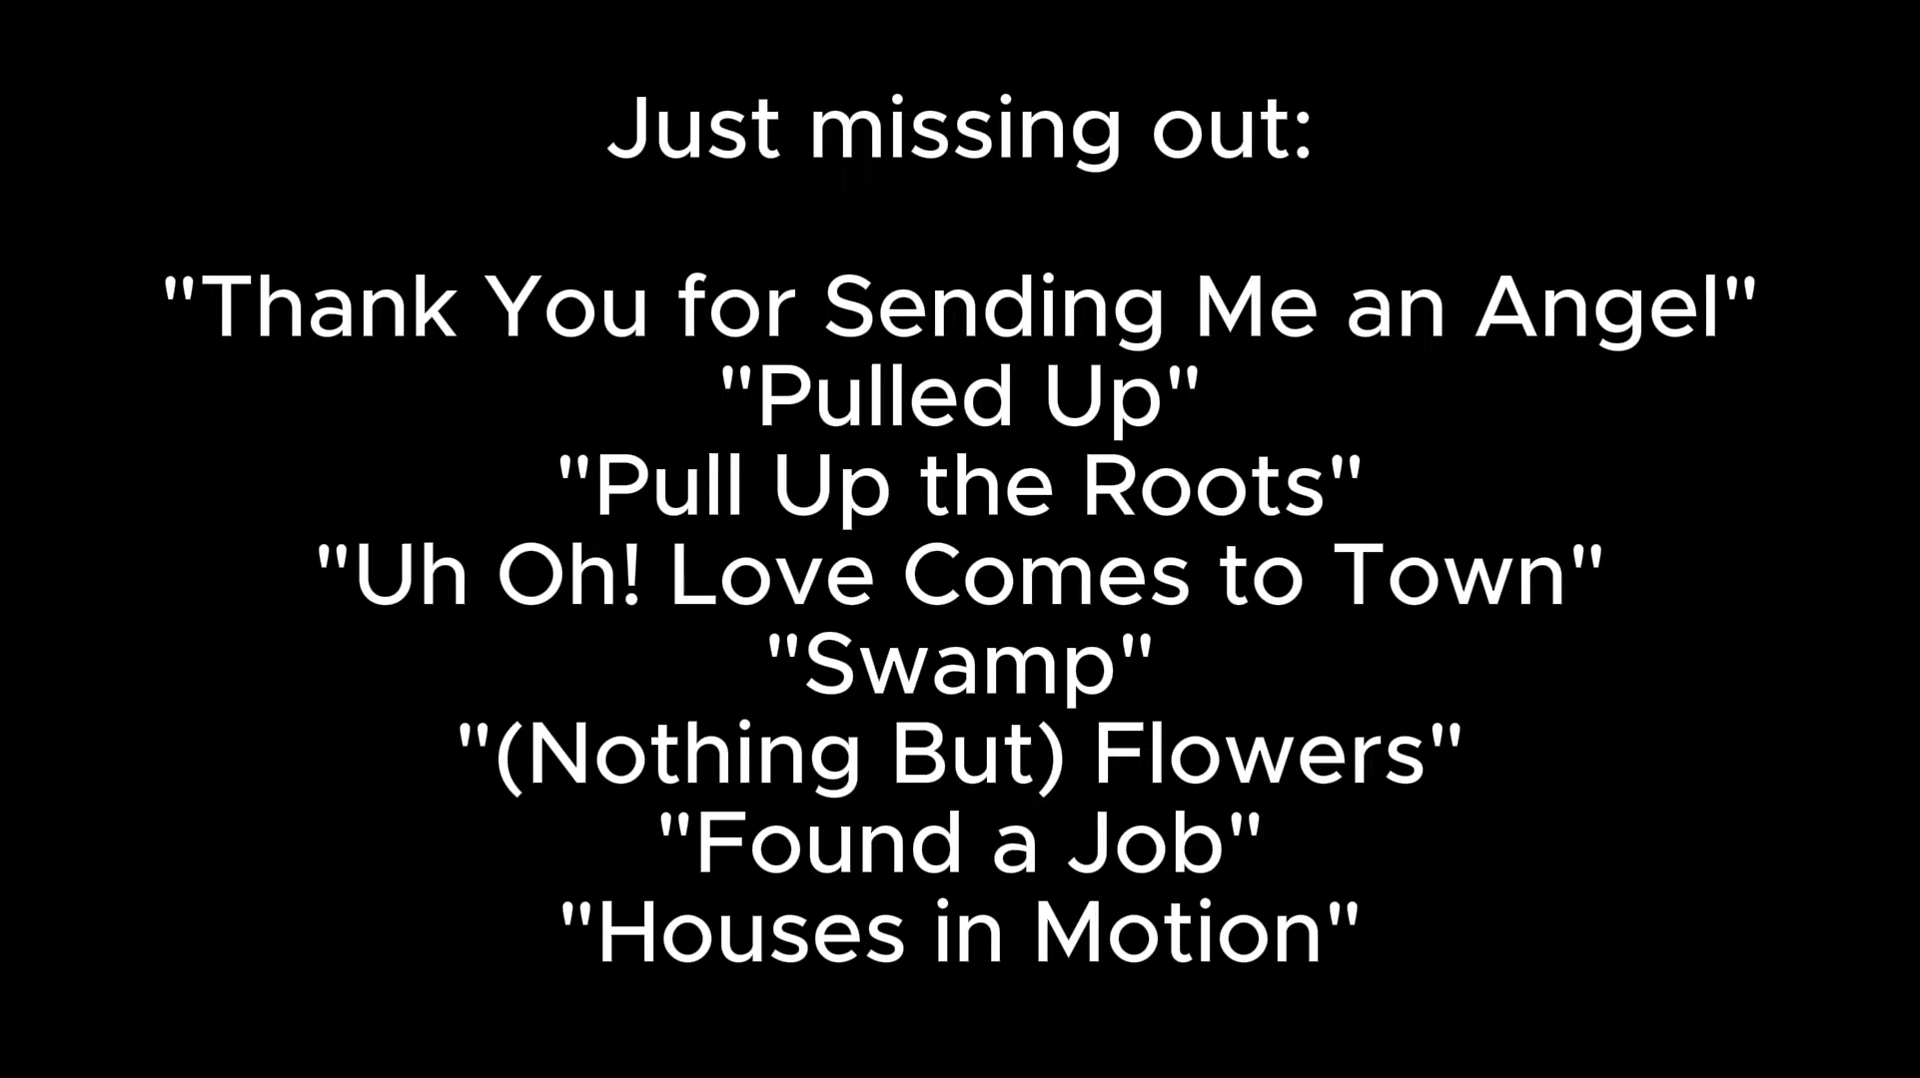 Just missing out:
"Thank You for Sending Me an Angel"
"Pulled Up"
"Pull Up the Roots"
"Uh Oh! Love Comes to Town"
"Swamp"
"(Nothing But) Flowers"
"Found a Job"
"Houses in Motion"